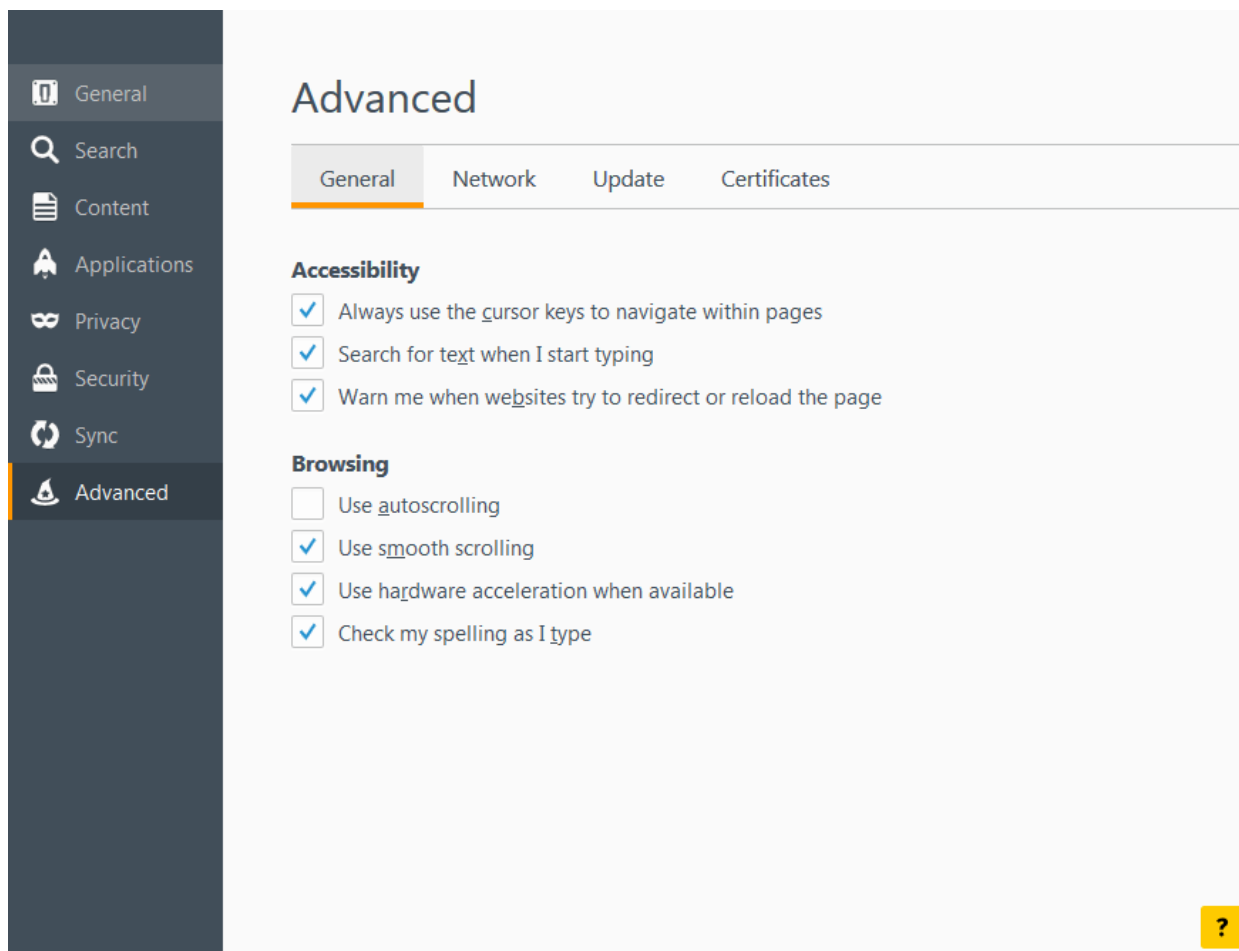 General
Search
Content
Applications
Privacy
Security
Sync
Advanced
Advanced
General Network Update Certificates
Accessibility
Always use the cursor keys to navigate within pages
Search for text when I start typing
Warn me when websites try to redirect or reload the page
Browsing
Use autoscrolling
Use smooth scrolling
Use hardware acceleration when available
Check my spelling as I type
?